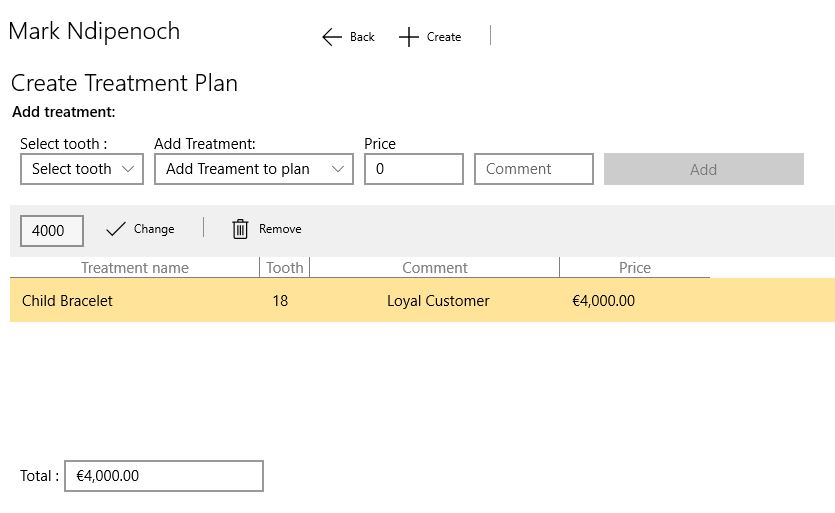 Mark Ndipenoch
Back Create
Create Treatment Plan
Add treatment:
Select tooth : Add Treatment: Price
Select tooth Add Treament to plan 0 Comment Add
4000 Change Remove
Treatment name Tooth Comment Price
Child Bracelet 18 Loyal Customer €4,000.00
Total : €4,000.00